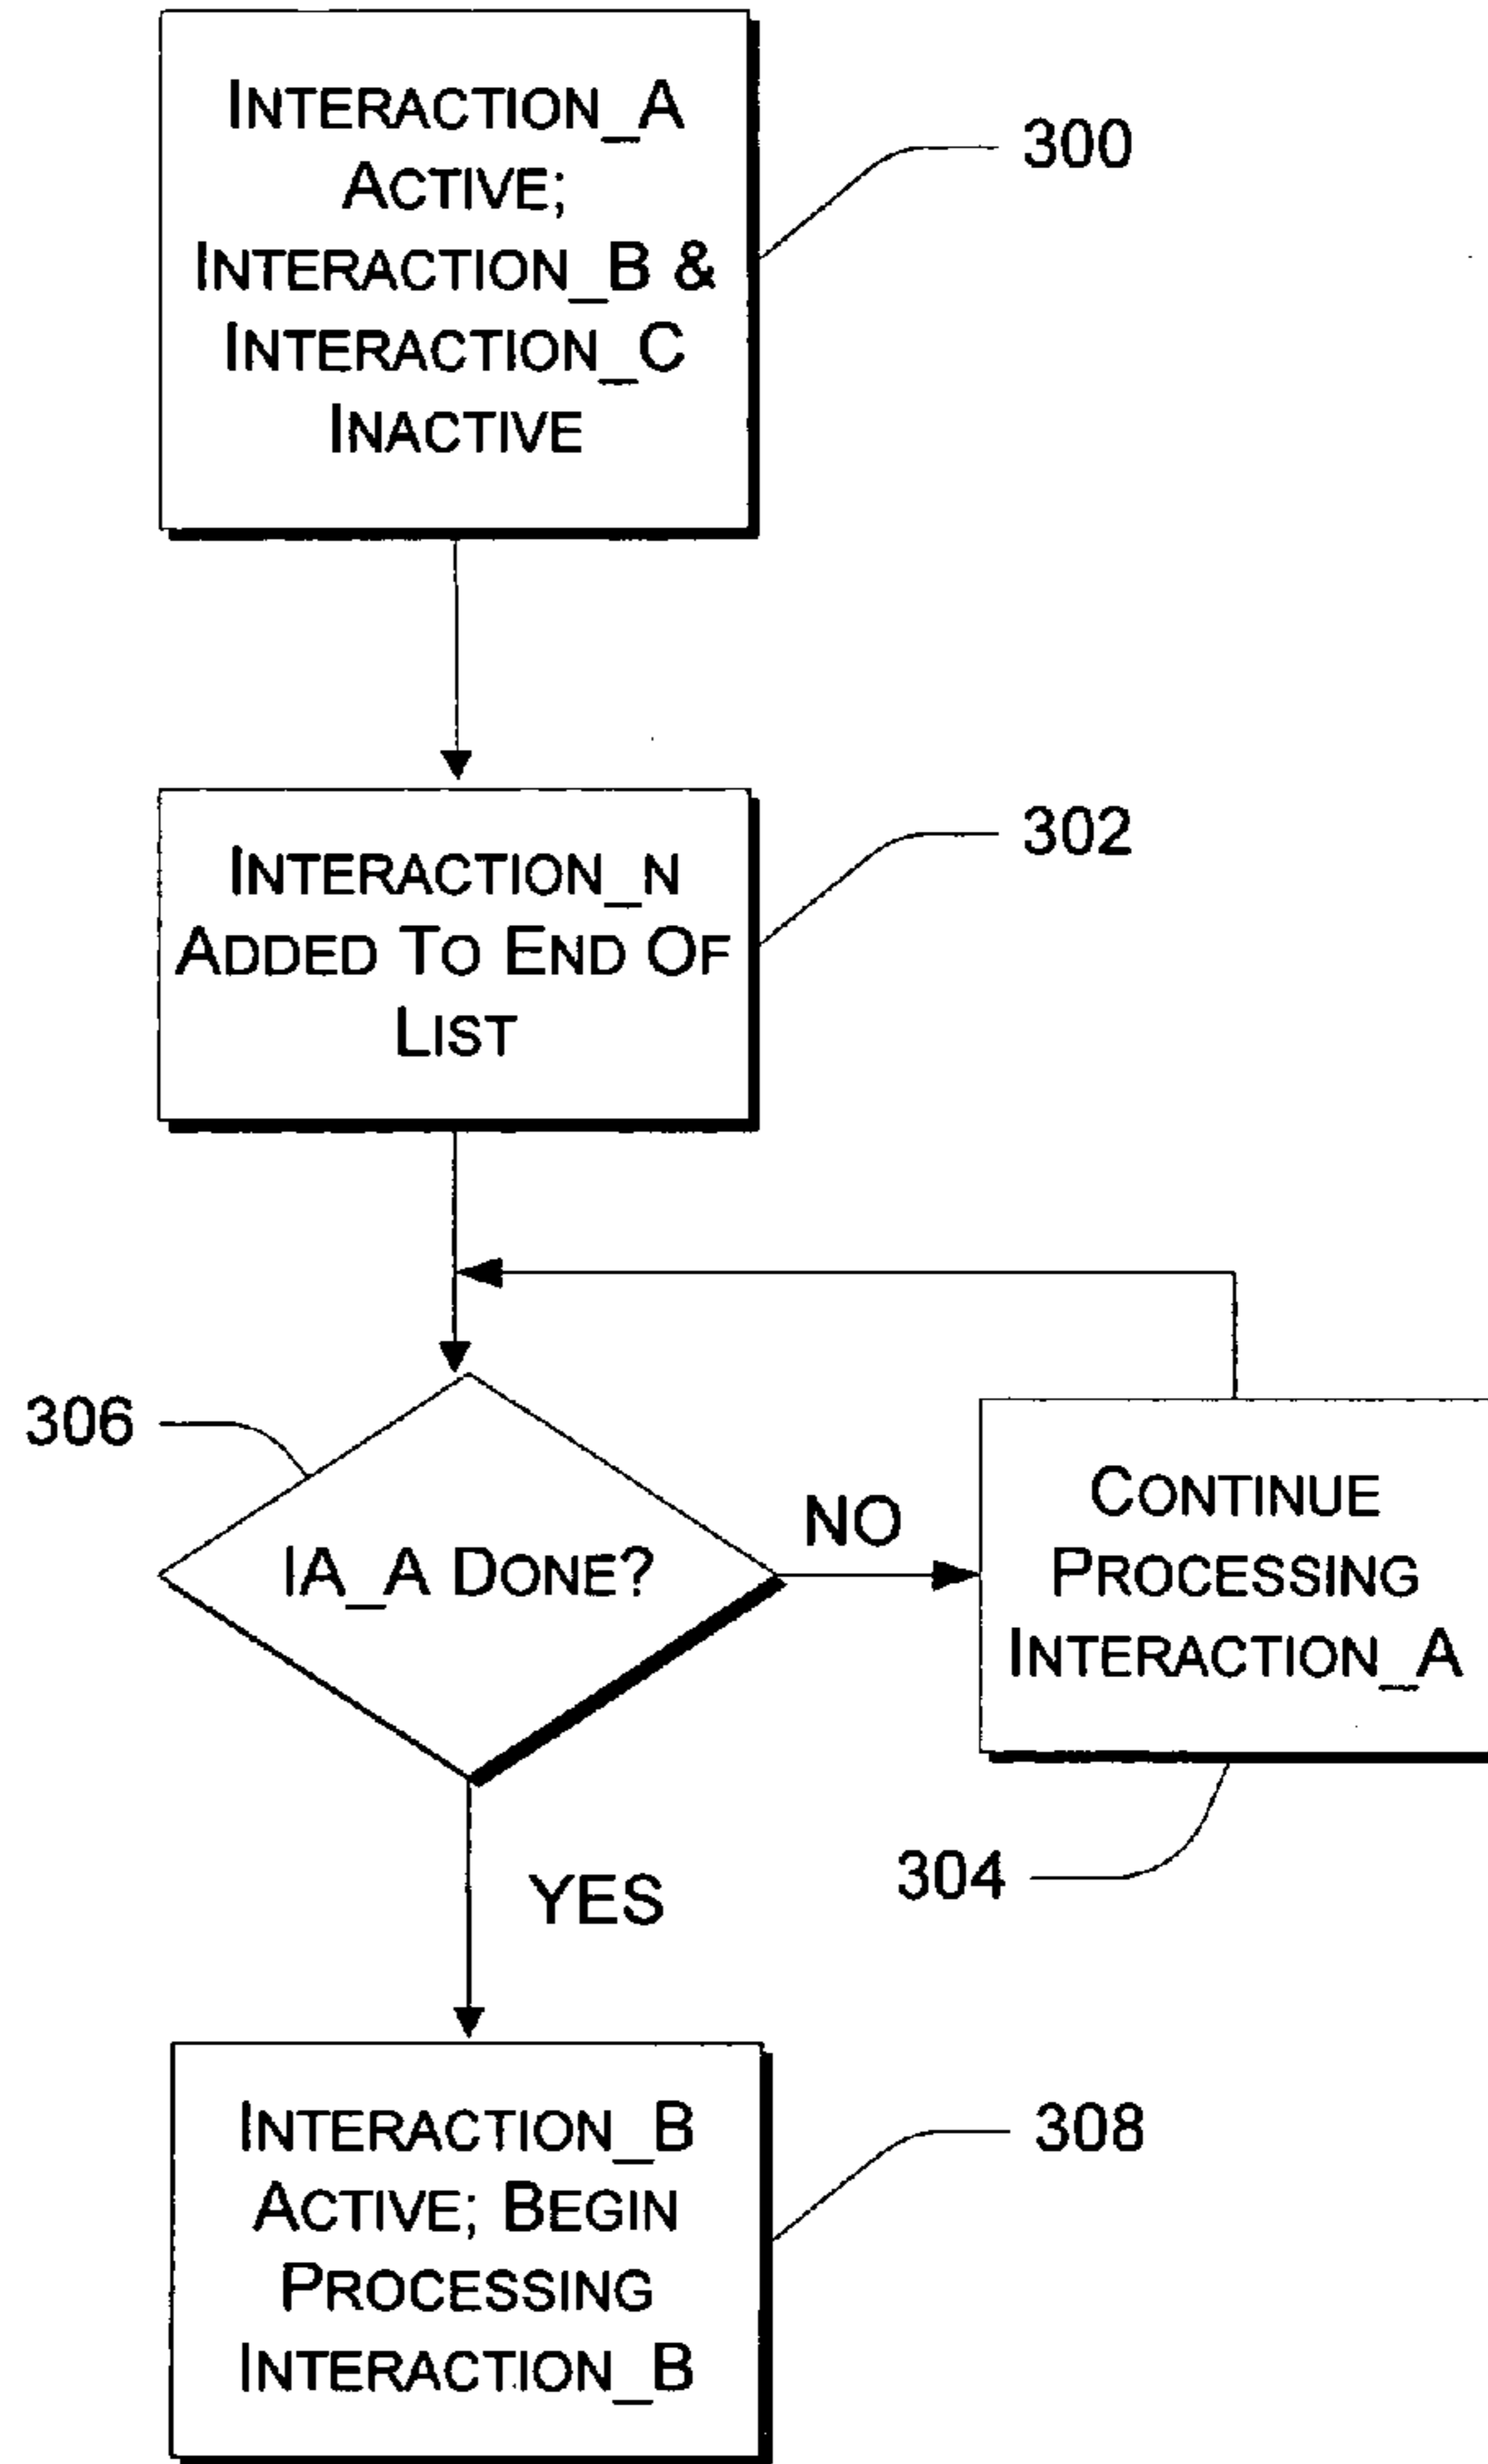 INTERACTION_A
ACTIVE;
INTERACTION_B &
INTERACTION_C
INACTIVE
300
INTERACTION_N
ADDED TO END OF
LIST
302
306
IA_A DONE?
NO
CONTINUE
PROCESSING
INTERACTION_A
304
YES
INTERACTION_B
ACTIVE; BEGIN
PROCESSING
INTERACTION_B
308